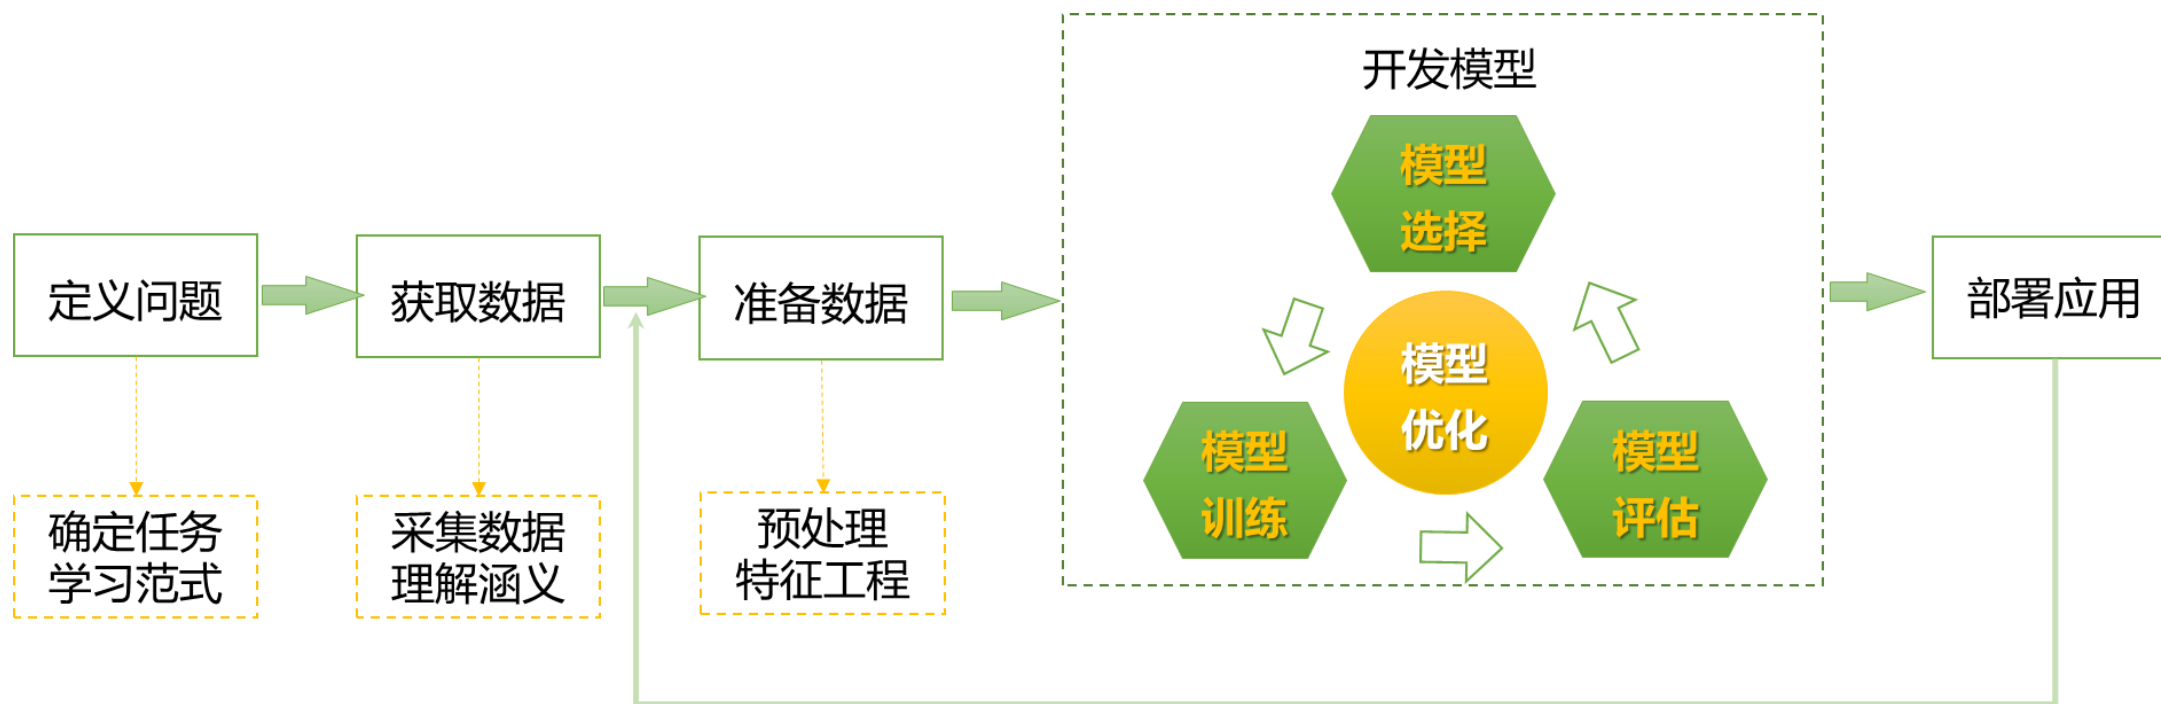 定义问题
确定任务
学习范式
获取数据
采集数据
理解涵义
准备数据
预处理
特征工程
开发模型
模型
选择
模型
优化
模型
训练
模型
评估
部署应用